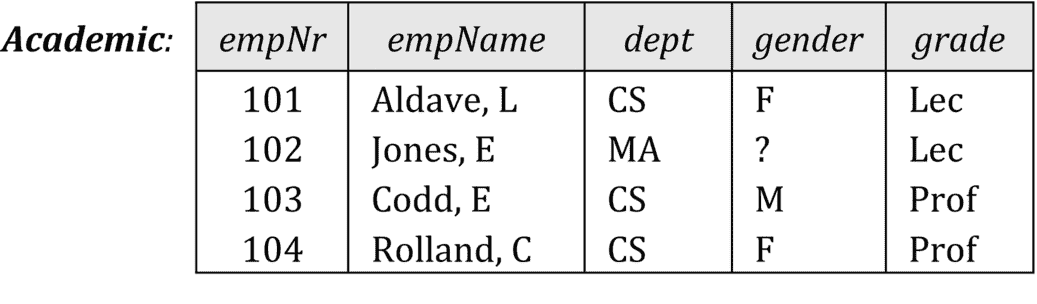 Academic: empNr empName dept gender grade
101 Aldave, L CS F Lec
102 Jones, E MA ? Lec
103 Codd, E CS M Prof
104 Rolland, C CS F Prof